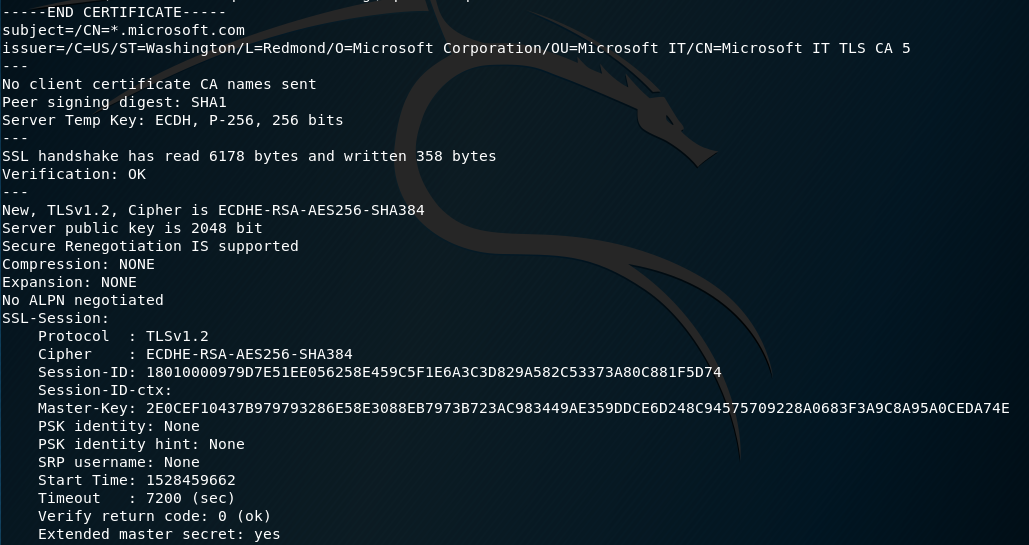 -----END CERTIFICATE-----
subject=/CN=*.microsoft.com
issuer=/C=US/ST=Washington/L=Redmond/O=Microsoft Corporation/OU=Microsoft IT/CN=Microsoft IT TLS CA 5
---
No client certificate CA names sent
Peer signing digest: SHA1
Server Temp Key: ECDH, P-256, 256 bits
---
SSL handshake has read 6178 bytes and written 358 bytes
Verification: OK
---
New, TLSv1.2, Cipher is ECDHE-RSA-AES256-SHA384
Server public key is 2048 bit
Secure Renegotiation IS supported
Compression: NONE
Expansion: NONE
No ALPN negotiated
SSL-Session:
    Protocol  : TLSv1.2
    Cipher    : ECDHE-RSA-AES256-SHA384
    Session-ID: 18010000979D7E51EE056258E459C5F1E6A3C3D829A582C53373A80C881F5D74
    Session-ID-ctx:
    Master-Key: 2E0CEF10437B979793286E58E3088EB7973B723AC983449AE359DDCE6D248C94575709228A0683F3A9C8A95A0CEDA74E
    PSK identity: None
    PSK identity hint: None
    SRP username: None
    Start Time: 1528459662
    Timeout   : 7200 (sec)
    Verify return code: 0 (ok)
    Extended master secret: yes